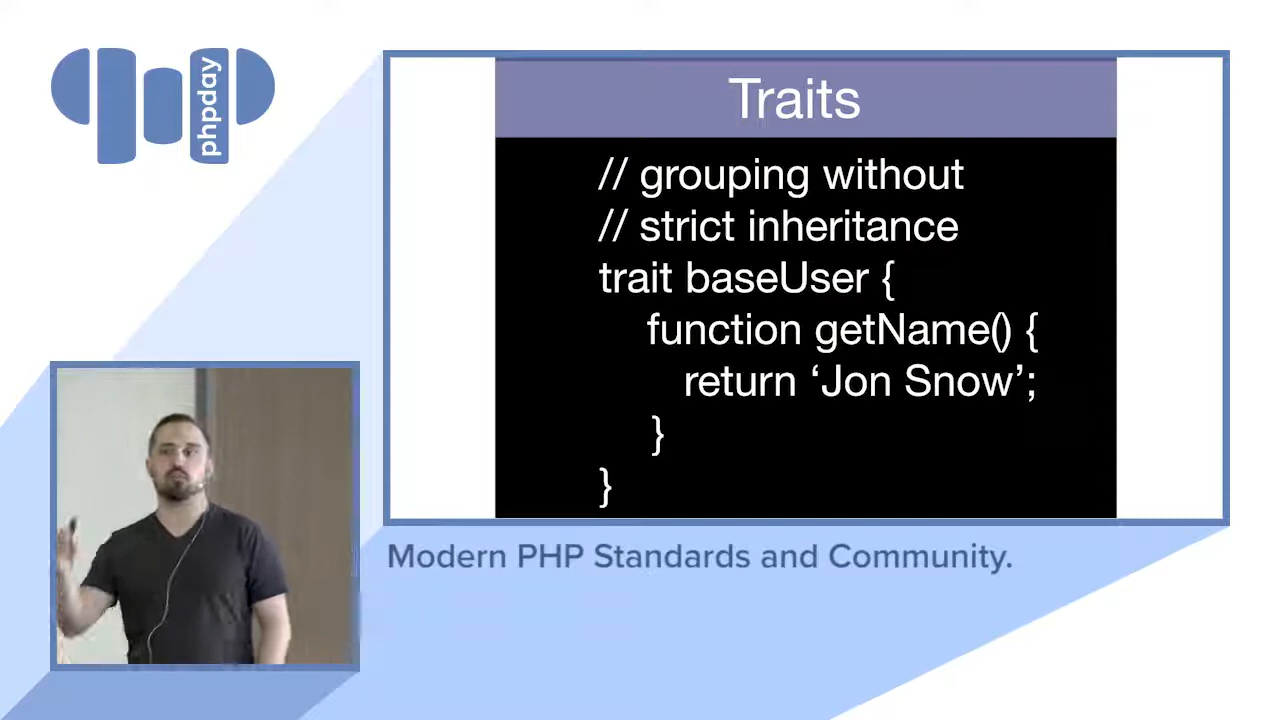 phpday
Traits
// grouping without
// strict inheritance
trait baseUser {
function getName() {
return ‘Jon Snow’;
}
}
Modern PHP Standards and Community.